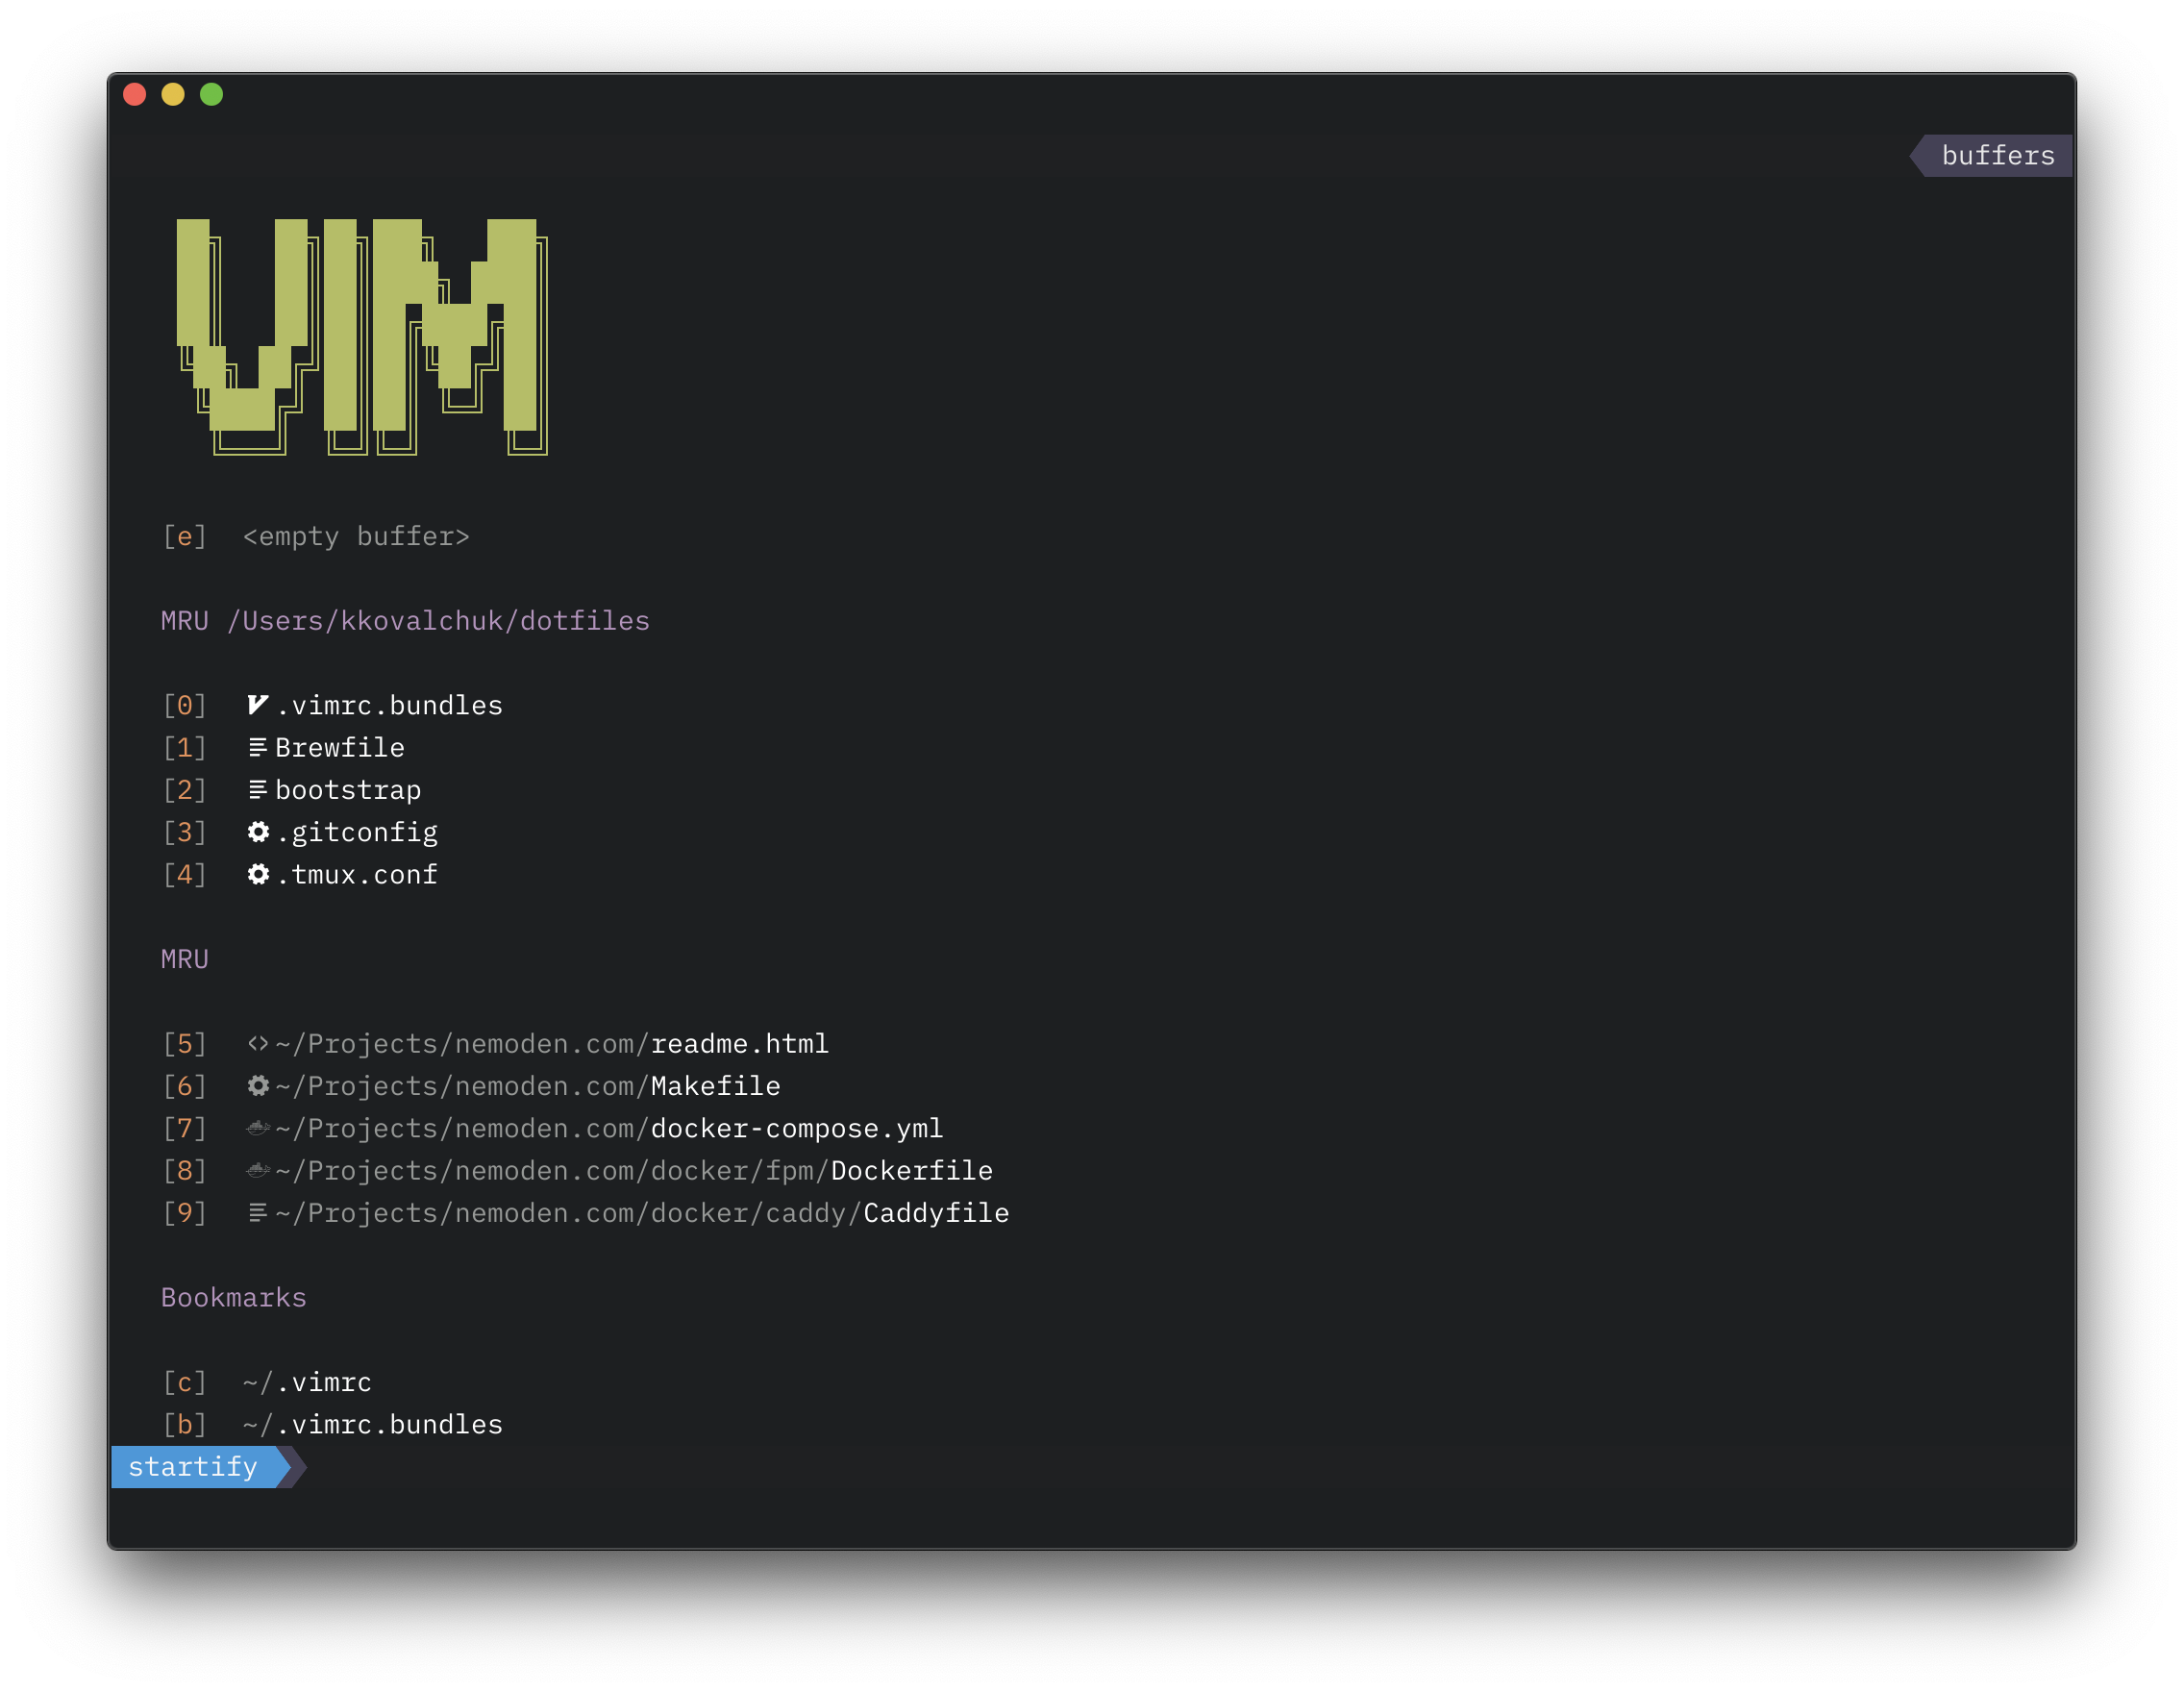 buffers
VIM
[e] <empty buffer>
MRU /Users/kkovalchuk/dotfiles
[0] .vimrc.bundles
[1] Brewfile
[2] bootstrap
[3] .gitconfig
[4] .tmux.conf
MRU
[5] ~/Projects/nemoden.com/readme.html
[6] ~/Projects/nemoden.com/Makefile
[7] ~/Projects/nemoden.com/docker-compose.yml
[8] ~/Projects/nemoden.com/docker/fpm/Dockerfile
[9] ~/Projects/nemoden.com/docker/caddy/Caddyfile
Bookmarks
[c] ~/.vimrc
[b] ~/.vimrc.bundles
startify